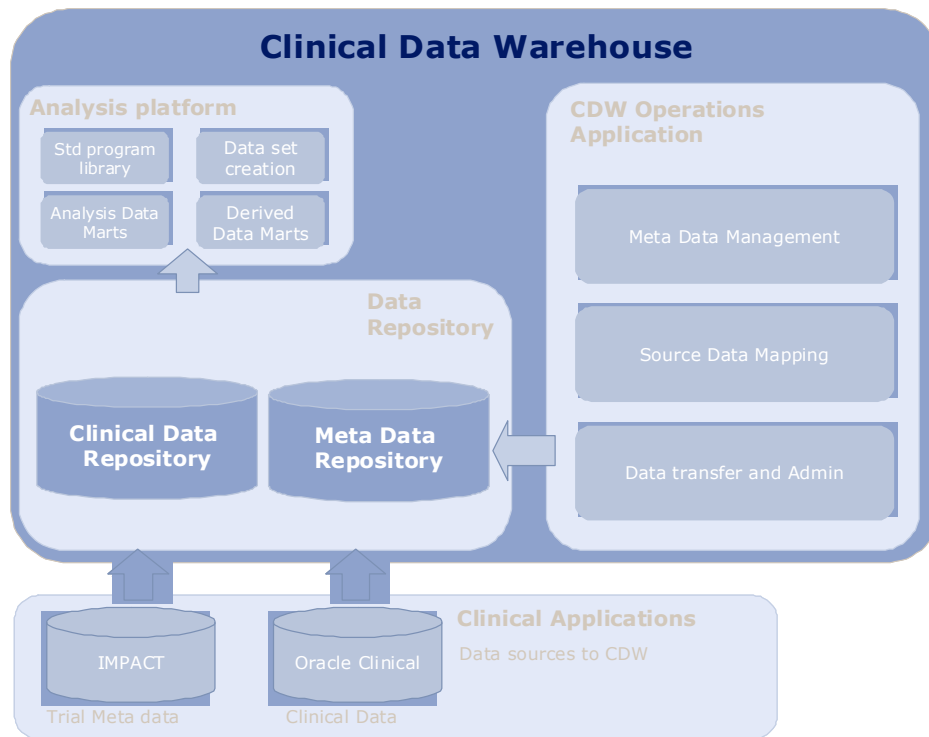 Clinical Data Warehouse
Analysis platform
Std program
library
Data set
creation
Analysis Data
Marts
Derived
Data Marts
CDW Operations
Application
Meta Data Management
Source Data Mapping
Data transfer and Admin
Data
Repository
Clinical Data
Repository
Meta Data
Repository
Clinical Applications
Data sources to CDW
IMPACT
Oracle Clinical
Trial Meta data
Clinical Data